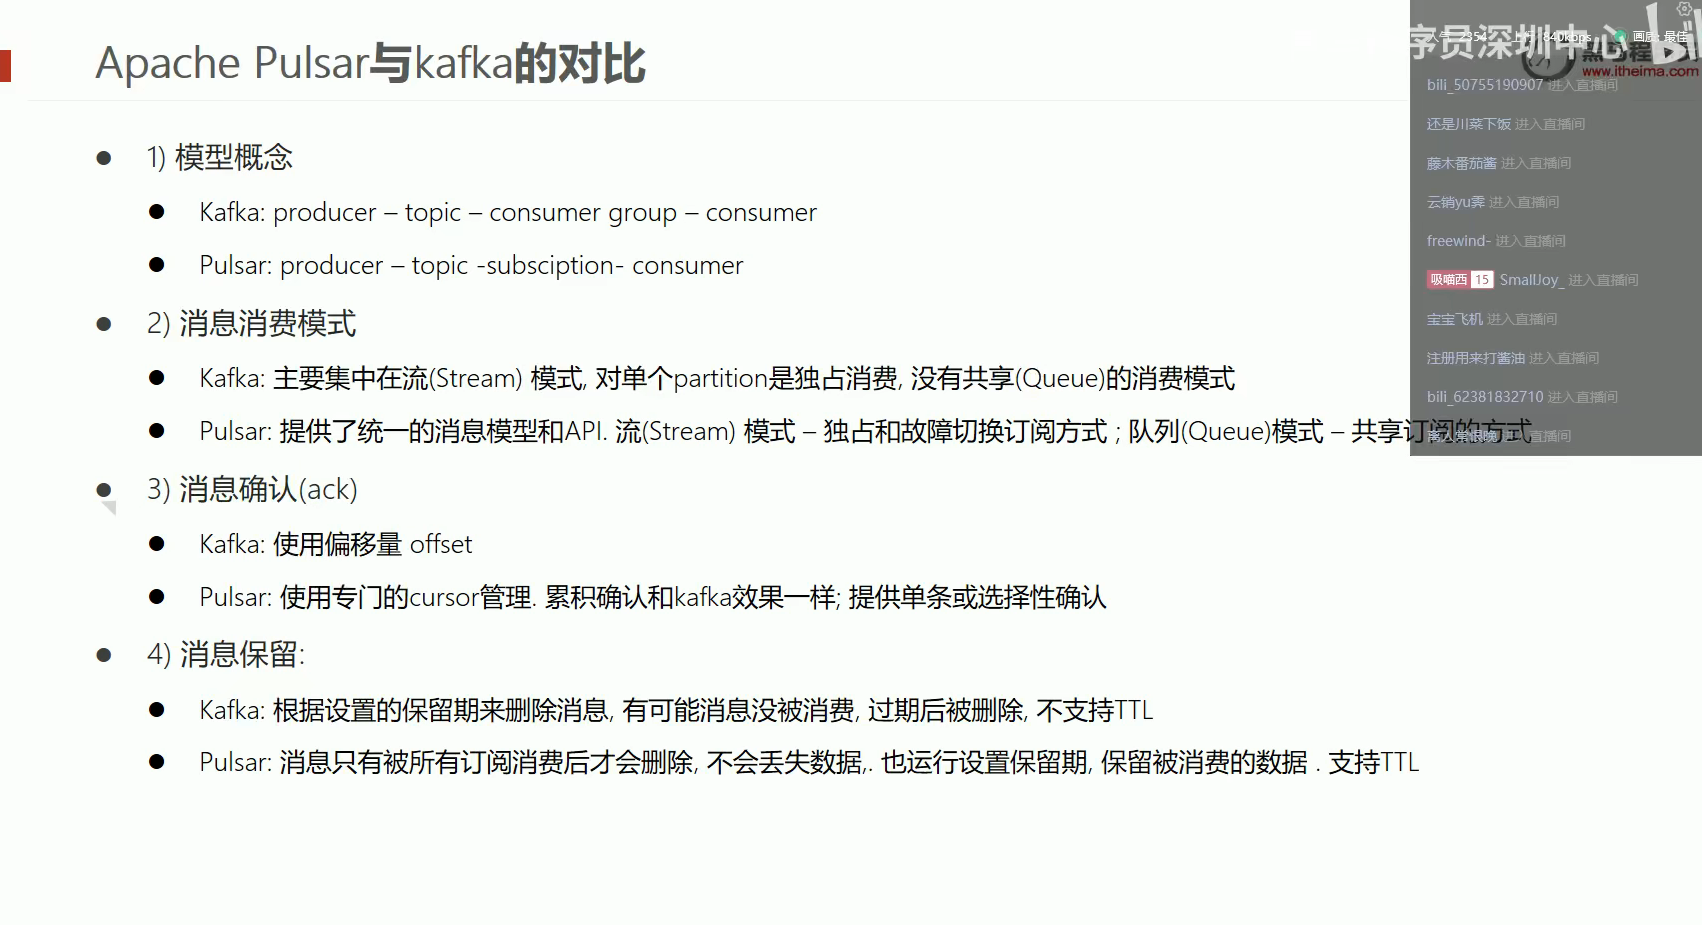 Apache Pulsar与kafka的对比
1) 模型概念
Kafka: producer – topic – consumer group – consumer
Pulsar: producer – topic -subsciption- consumer
2) 消息消费模式
Kafka: 主要集中在流(Stream) 模式, 对单个partition是独占消费, 没有共享(Queue)的消费模式
Pulsar: 提供了统一的消息模型和API. 流(Stream) 模式 – 独占和故障切换订阅方式 ; 队列(Queue)模式 – 共享订阅的方式
3) 消息确认(ack)
Kafka: 使用偏移量 offset
Pulsar: 使用专门的cursor管理. 累积确认和kafka效果一样; 提供单条或选择性确认
4) 消息保留:
Kafka: 根据设置的保留期来删除消息, 有可能消息没被消费, 过期后被删除, 不支持TTL
Pulsar: 消息只有被所有订阅消费后才会删除, 不会丢失数据,. 也运行设置保留期, 保留被消费的数据 . 支持TTL
序员深圳中心
2354 840kbps 画质: 最佳
www.itheima.com
bili_50755190907 进入直播间
还是川菜下饭 进入直播间
藤木番茄酱 进入直播间
云销yu霁 进入直播间
freewind- 进入直播间
吸喵西 15 SmallJoy_ 进入直播间
宝宝飞机 进入直播间
注册用来打酱油 进入直播间
bili_62381832710 进入直播间
直播间